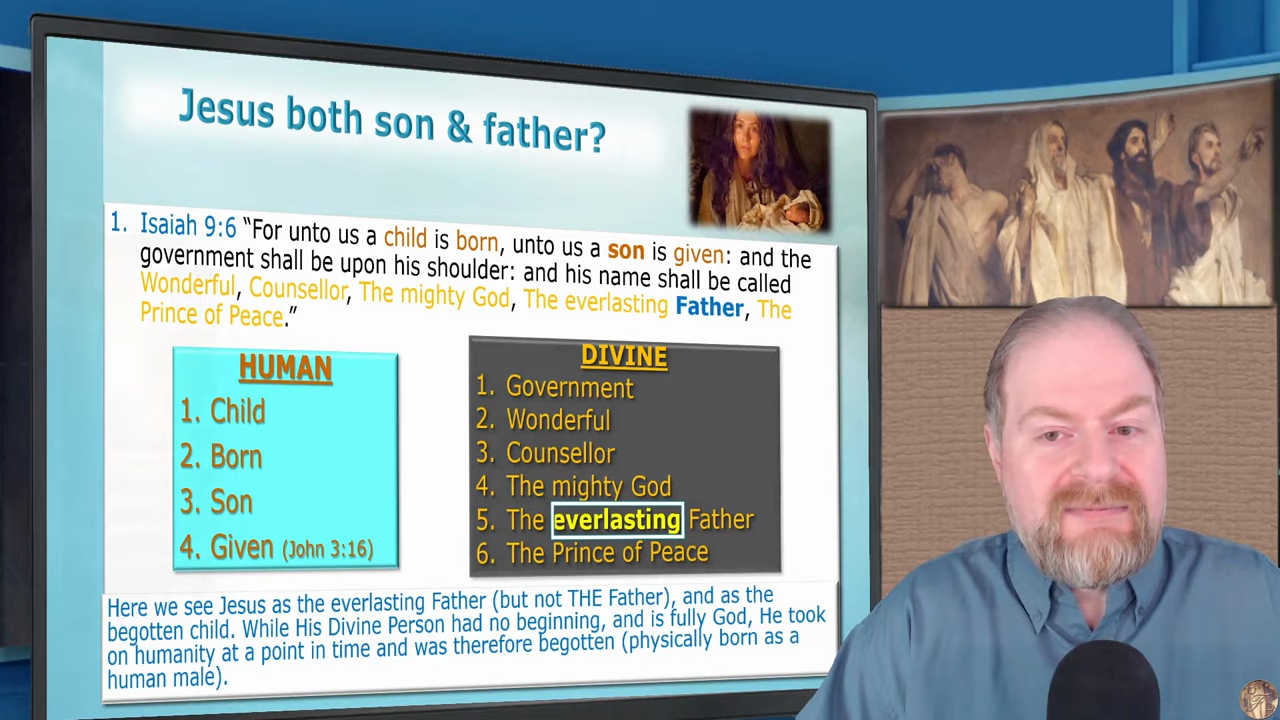 Jesus both son & father?
1. Isaiah 9:6 “For unto us a child is born, unto us a son is given: and the
government shall be upon his shoulder: and his name shall be called
Wonderful, Counsellor, The mighty God, The everlasting Father, The
Prince of Peace.”
HUMAN
1. Child
2. Born
3. Son
4. Given (John 3:16)
DIVINE
1. Government
2. Wonderful
3. Counsellor
4. The mighty God
5. The everlasting Father
6. The Prince of Peace
Here we see Jesus as the everlasting Father (but not THE Father), and as the
begotten child. While His Divine Person had no beginning, and is fully God, He took
on humanity at a point in time and was therefore begotten (physically born as a
human male).